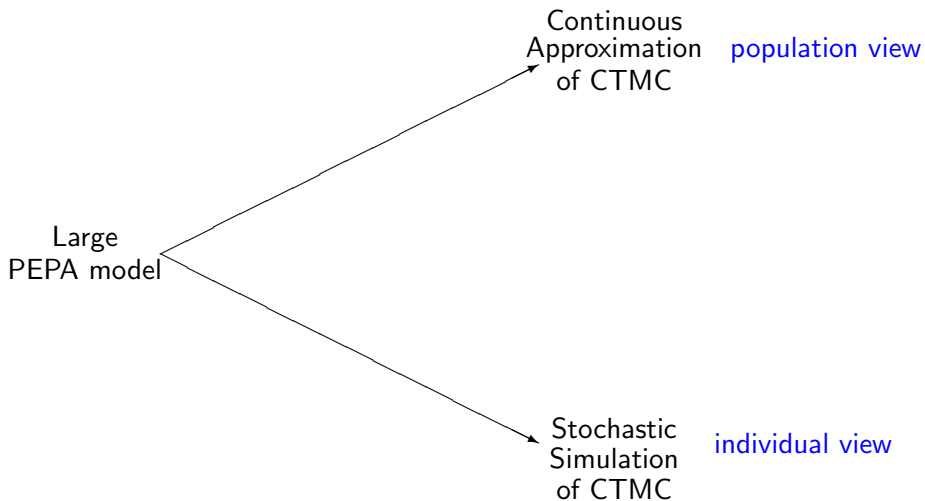 Continuous
Approximation
of CTMC
population view
Large
PEPA model
Stochastic
Simulation
of CTMC
individual view